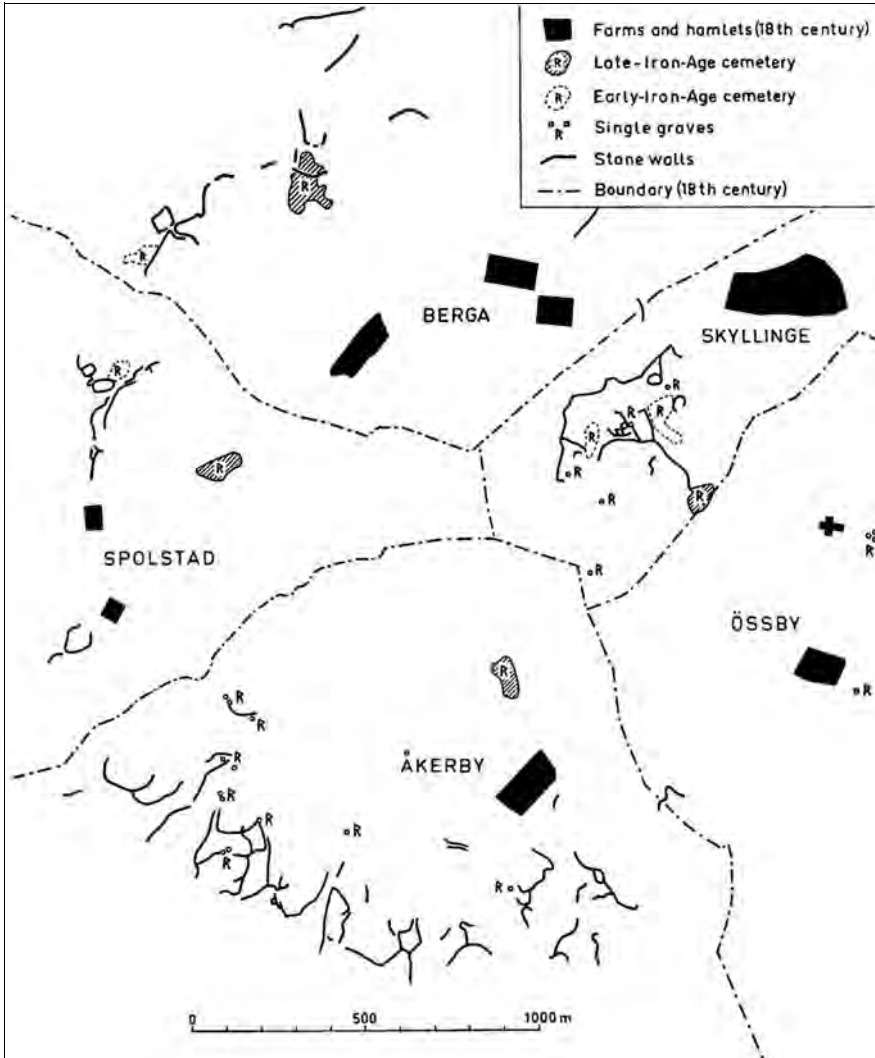 Farms and hamlets (18th century)
R Late-Iron-Age cemetery
R Early-Iron-Age cemetery
R Single graves
Stone walls
Boundary (18th century)
R
R
BERGA
SKYLLINGE
R
R
R
R
R
R
R
R
R
R
SPOLSTAD
R
R
ÖSSBY
R
R
R
R
R
ÅKERBY
R
R
R
R
R
0 500 1000 m